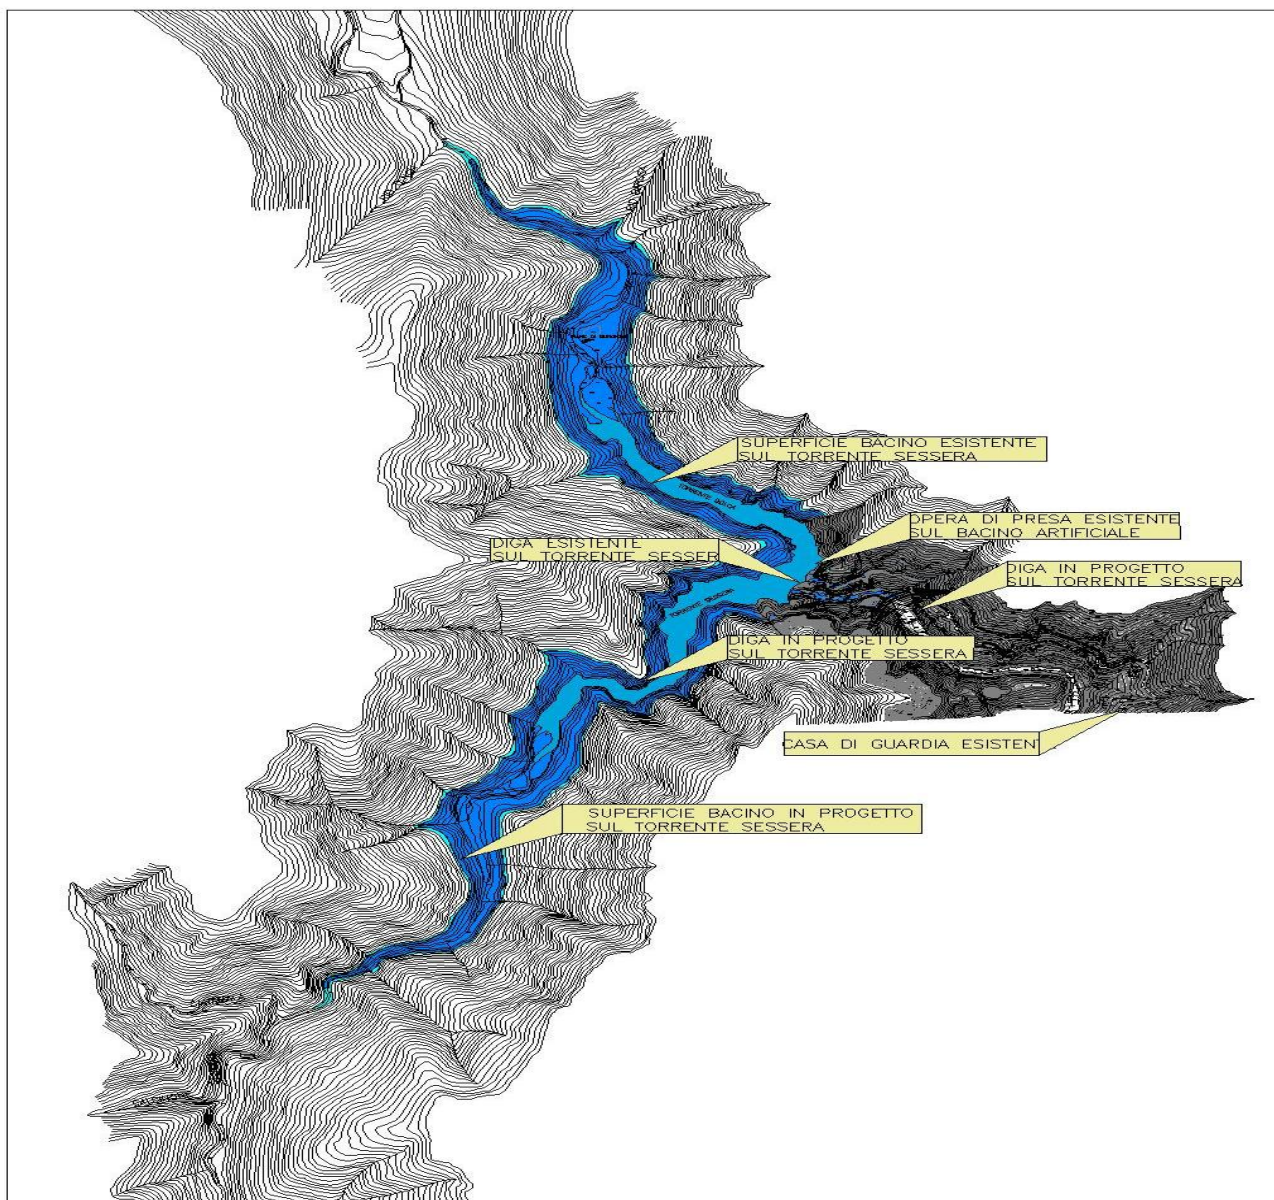 SUPERFICIE BACINO ESISTENTE
SUL TORRENTE SESSERA
OPERA DI PRESA ESISTENTE
SUL BACINO ARTIFICIALE
DIGA ESISTENTE
SUL TORRENTE SESSER
DIGA IN PROGETTO
SUL TORRENTE SESSERA
DIGA IN PROGETTO
SUL TORRENTE SESSERA
CASA DI GUARDIA ESISTEN
SUPERFICIE BACINO IN PROGETTO
SUL TORRENTE SESSERA
TORRENTE
TORRENTE